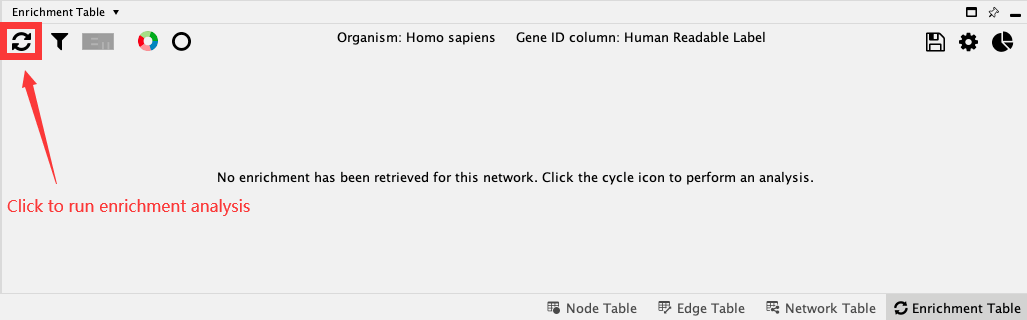 Enrichment Table
Em
Organism: Homo sapiens Gene ID column: Human Readable Label
No enrichment has been retrieved for this network. Click the cycle icon to perform an analysis.
Click to run enrichment analysis
Node Table Edge Table Network Table Enrichment Table